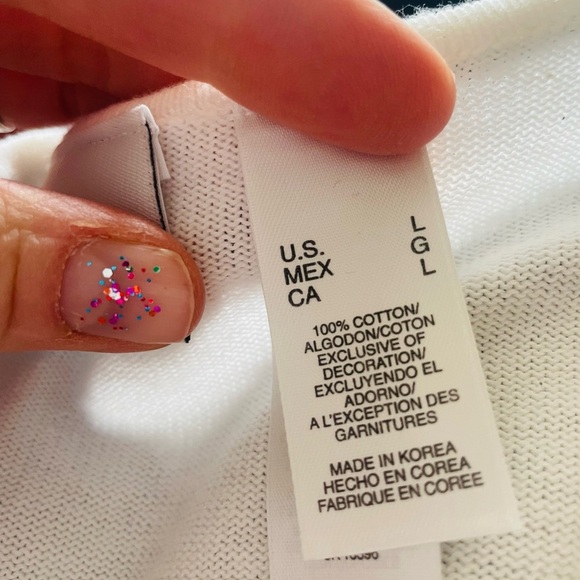 U.S. L
MEX G
CA L
100% COTTON/
ALGODON/COTON
EXCLUSIVE OF
DECORATION/
EXCLUYENDO EL
ADORNO/
A L'EXCEPTION DES
GARNITURES
MADE IN KOREA
HECHO EN COREA
FABRIQUE EN COREE